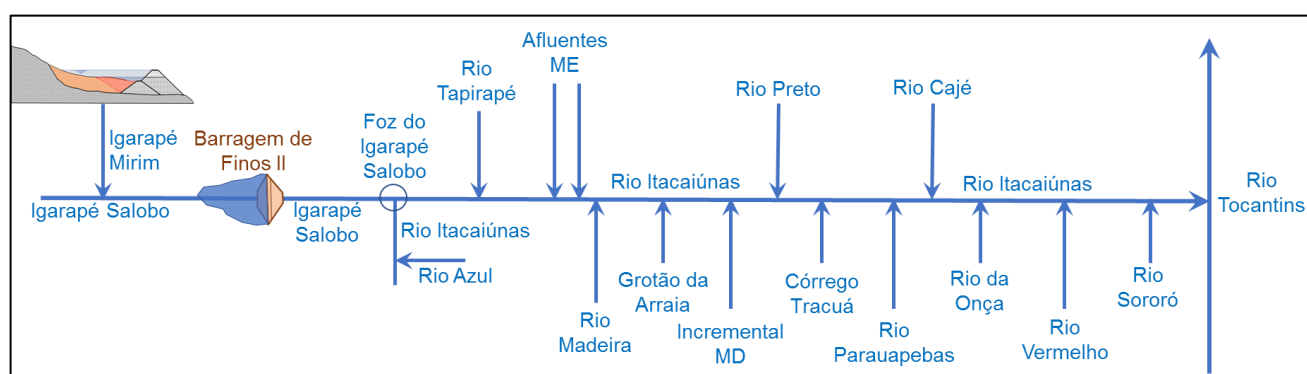 Afluentes
ME
Rio
Tapirapé
Rio Preto
Rio Cajé
Foz do
Igarapé
Salobo
Igarapé
Mirim
Barragem de
Finos II
Rio Itacaiúnas
Rio Itacaiúnas
Rio
Tocantins
Igarapé Salobo
Igarapé
Salobo
Rio Itacaiúnas
Rio Azul
Rio
Madeira
Grotão da
Arraia
Incremental
MD
Córrego
Tracuá
Rio
Parauapebas
Rio da
Onça
Rio
Vermelho
Rio
Sororó